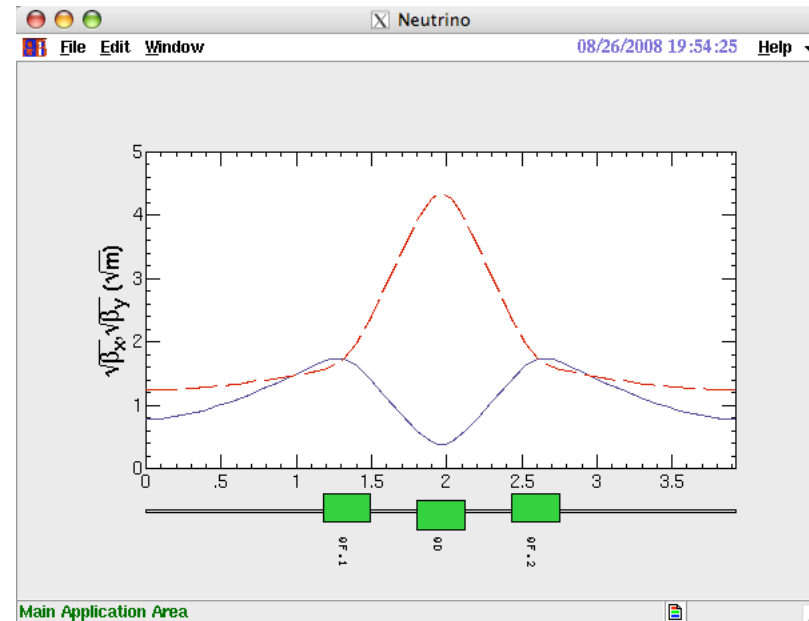 Neutrino
File Edit Window 08/26/2008 19:54:25 Help
√βx,√βy (√m)
5
4
3
2
1
0
0 .5 1 1.5 2 2.5 3 3.5
QF.1 QD QF.2
Main Application Area